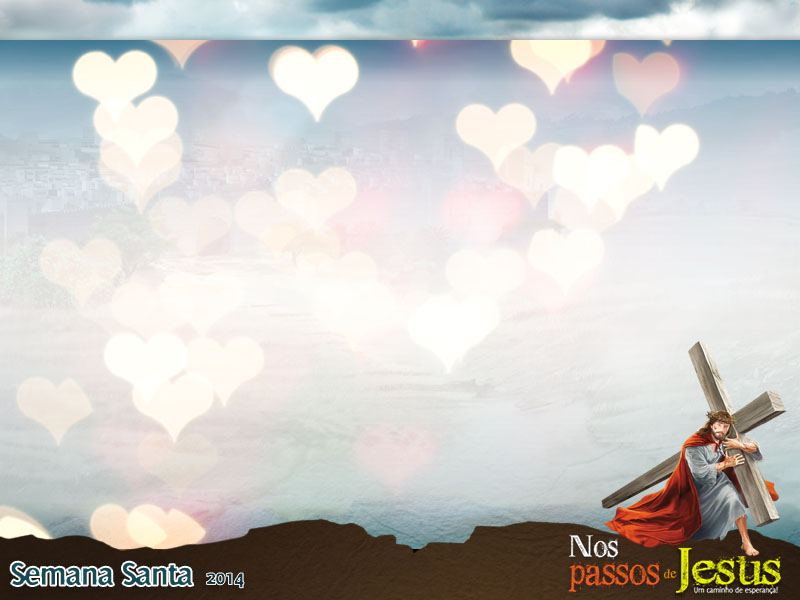 Semana Santa 2014
Nos
passos de Jesus
Um caminho de esperança!